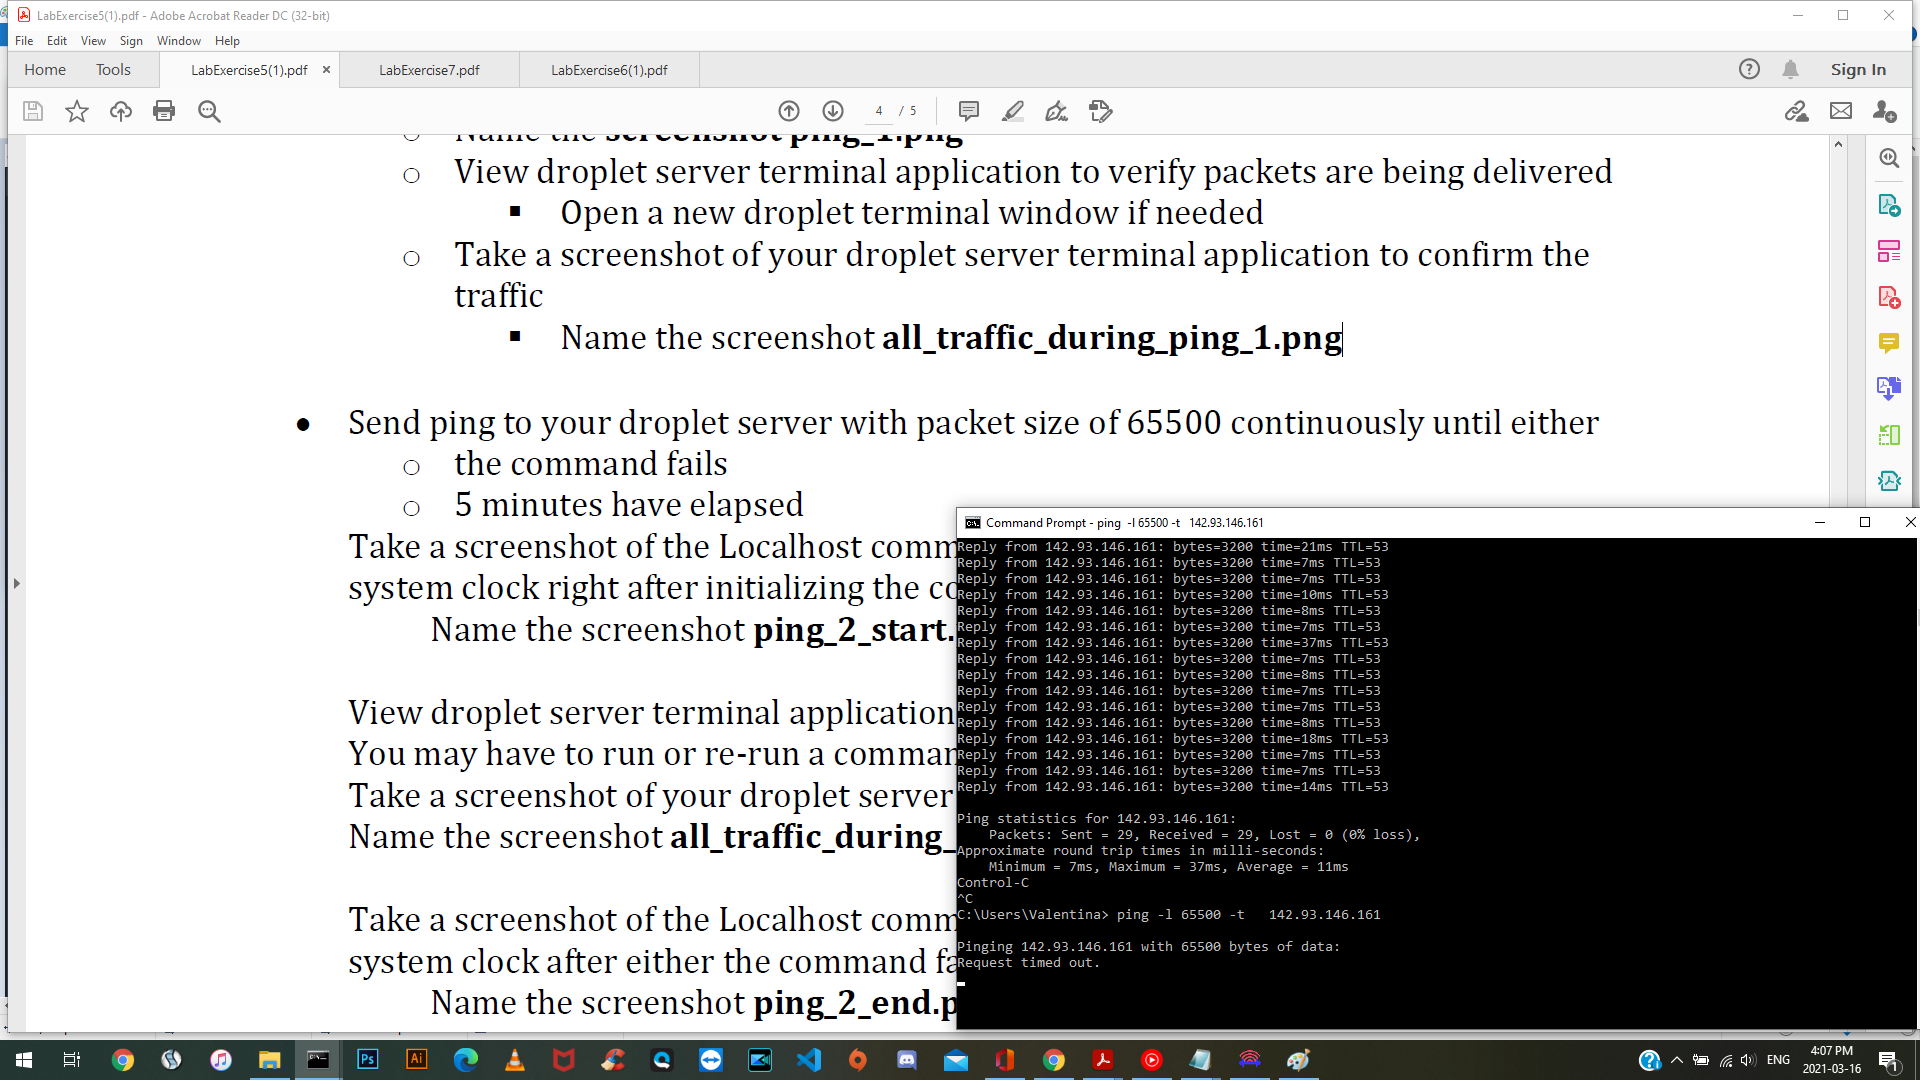 LabExercise5(1).pdf - Adobe Acrobat Reader DC (32-bit)
File Edit View Sign Window Help
Home Tools LabExercise5(1).pdf × LabExercise7.pdf LabExercise6(1).pdf Sign In
4 / 5
Name the screenshot ping_1.png
View droplet server terminal application to verify packets are being delivered
Open a new droplet terminal window if needed
Take a screenshot of your droplet server terminal application to confirm the
traffic
Name the screenshot all_traffic_during_ping_1.png
Send ping to your droplet server with packet size of 65500 continuously until either
the command fails
5 minutes have elapsed
Take a screenshot of the Localhost comm
system clock right after initializing the co
Name the screenshot ping_2_start.
View droplet server terminal application
You may have to run or re-run a comman
Take a screenshot of your droplet server
Name the screenshot all_traffic_during_
Take a screenshot of the Localhost comm
system clock after either the command fa
Name the screenshot ping_2_end.p
Command Prompt - ping -l 65500 -t 142.93.146.161
Reply from 142.93.146.161: bytes=3200 time=21ms TTL=53
Reply from 142.93.146.161: bytes=3200 time=7ms TTL=53
Reply from 142.93.146.161: bytes=3200 time=7ms TTL=53
Reply from 142.93.146.161: bytes=3200 time=10ms TTL=53
Reply from 142.93.146.161: bytes=3200 time=8ms TTL=53
Reply from 142.93.146.161: bytes=3200 time=7ms TTL=53
Reply from 142.93.146.161: bytes=3200 time=37ms TTL=53
Reply from 142.93.146.161: bytes=3200 time=7ms TTL=53
Reply from 142.93.146.161: bytes=3200 time=8ms TTL=53
Reply from 142.93.146.161: bytes=3200 time=7ms TTL=53
Reply from 142.93.146.161: bytes=3200 time=7ms TTL=53
Reply from 142.93.146.161: bytes=3200 time=8ms TTL=53
Reply from 142.93.146.161: bytes=3200 time=18ms TTL=53
Reply from 142.93.146.161: bytes=3200 time=7ms TTL=53
Reply from 142.93.146.161: bytes=3200 time=7ms TTL=53
Reply from 142.93.146.161: bytes=3200 time=14ms TTL=53
Ping statistics for 142.93.146.161:
Packets: Sent = 29, Received = 29, Lost = 0 (0% loss),
Approximate round trip times in milli-seconds:
Minimum = 7ms, Maximum = 37ms, Average = 11ms
Control-C
^C
C:\Users\Valentina> ping -l 65500 -t 142.93.146.161
Pinging 142.93.146.161 with 65500 bytes of data:
Request timed out.
Ps Ai
ENG
4:07 PM
2021-03-16
1